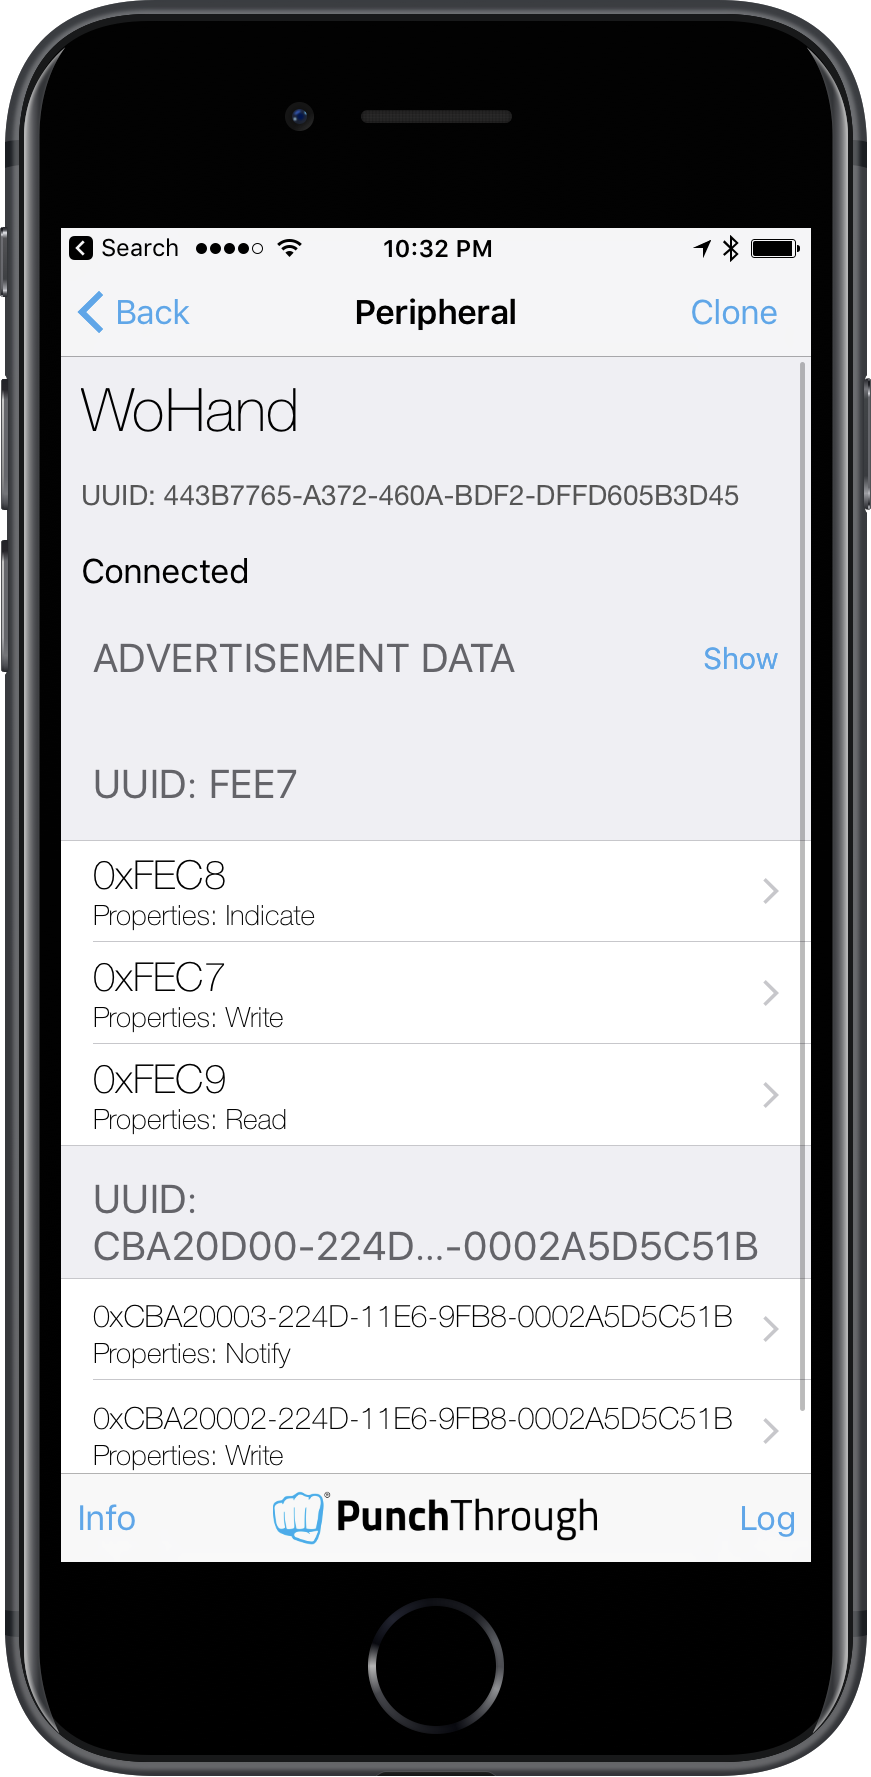 Search 10:32 PM
Back Peripheral Clone
WoHand
UUID: 443B7765-A372-460A-BDF2-DFFD605B3D45
Connected
ADVERTISEMENT DATA Show
UUID: FEE7
0xFEC8
Properties: Indicate
0xFEC7
Properties: Write
0xFEC9
Properties: Read
UUID:
CBA20D00-224D...-0002A5D5C51B
0xCBA20003-224D-11E6-9FB8-0002A5D5C51B
Properties: Notify
0xCBA20002-224D-11E6-9FB8-0002A5D5C51B
Properties: Write
Info PunchThrough® Log